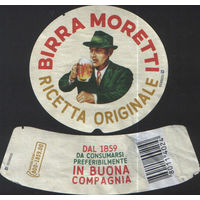 BIRRA MORETTI
RICETTA ORIGINALE
DAL 1859
DA CONSUMARSI
PREFERIBILMENTE
IN BUONA
COMPAGNIA